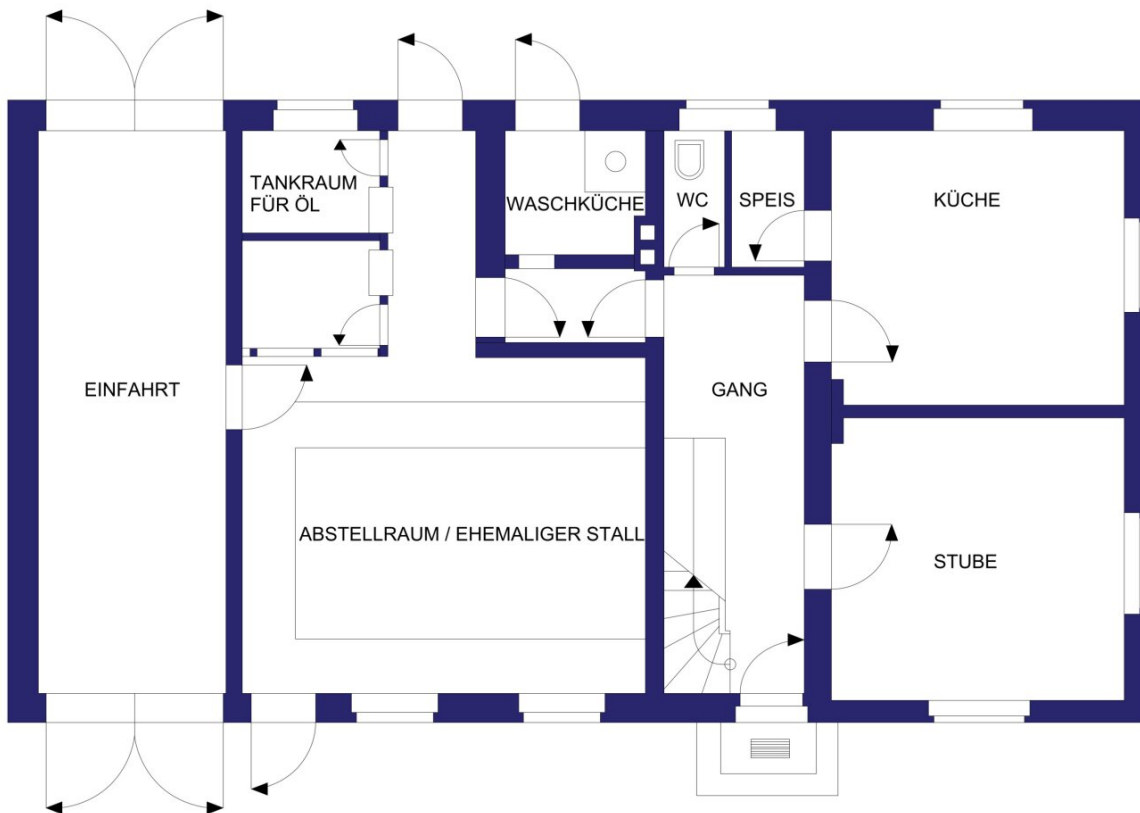 TANKRAUM
FÜR ÖL
WASCHKÜCHE
WC
SPEIS
KÜCHE
EINFAHRT
GANG
ABSTELLRAUM / EHEMALIGER STALL
STUBE